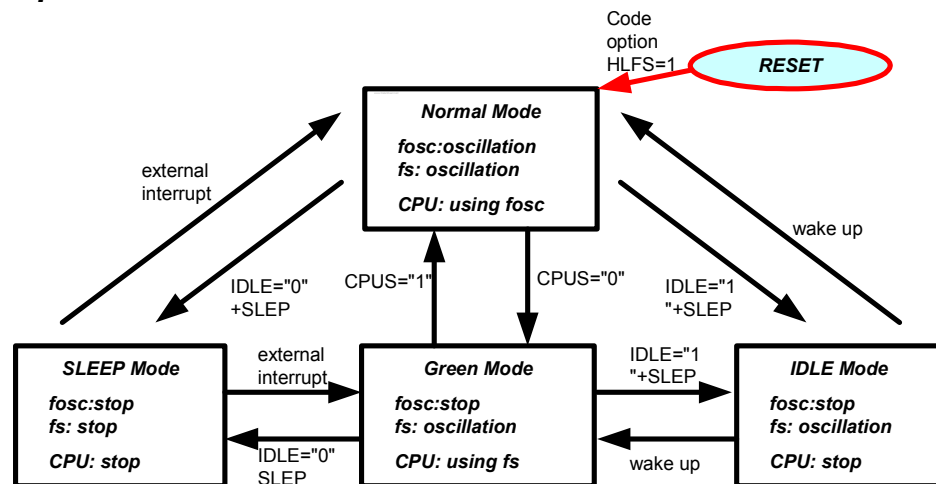 Code
option
HLFS=1
RESET
Normal Mode
fosc:oscillation
fs: oscillation
CPU: using fosc
external
interrupt
wake up
IDLE="0"
+SLEP
CPUS="1"
CPUS="0"
IDLE="1
"+SLEP
SLEEP Mode
fosc:stop
fs: stop
CPU: stop
external
interrupt
IDLE="0"
SLEP
Green Mode
fosc:stop
fs: oscillation
CPU: using fs
IDLE="1
"+SLEP
wake up
IDLE Mode
fosc:stop
fs: oscillation
CPU: stop